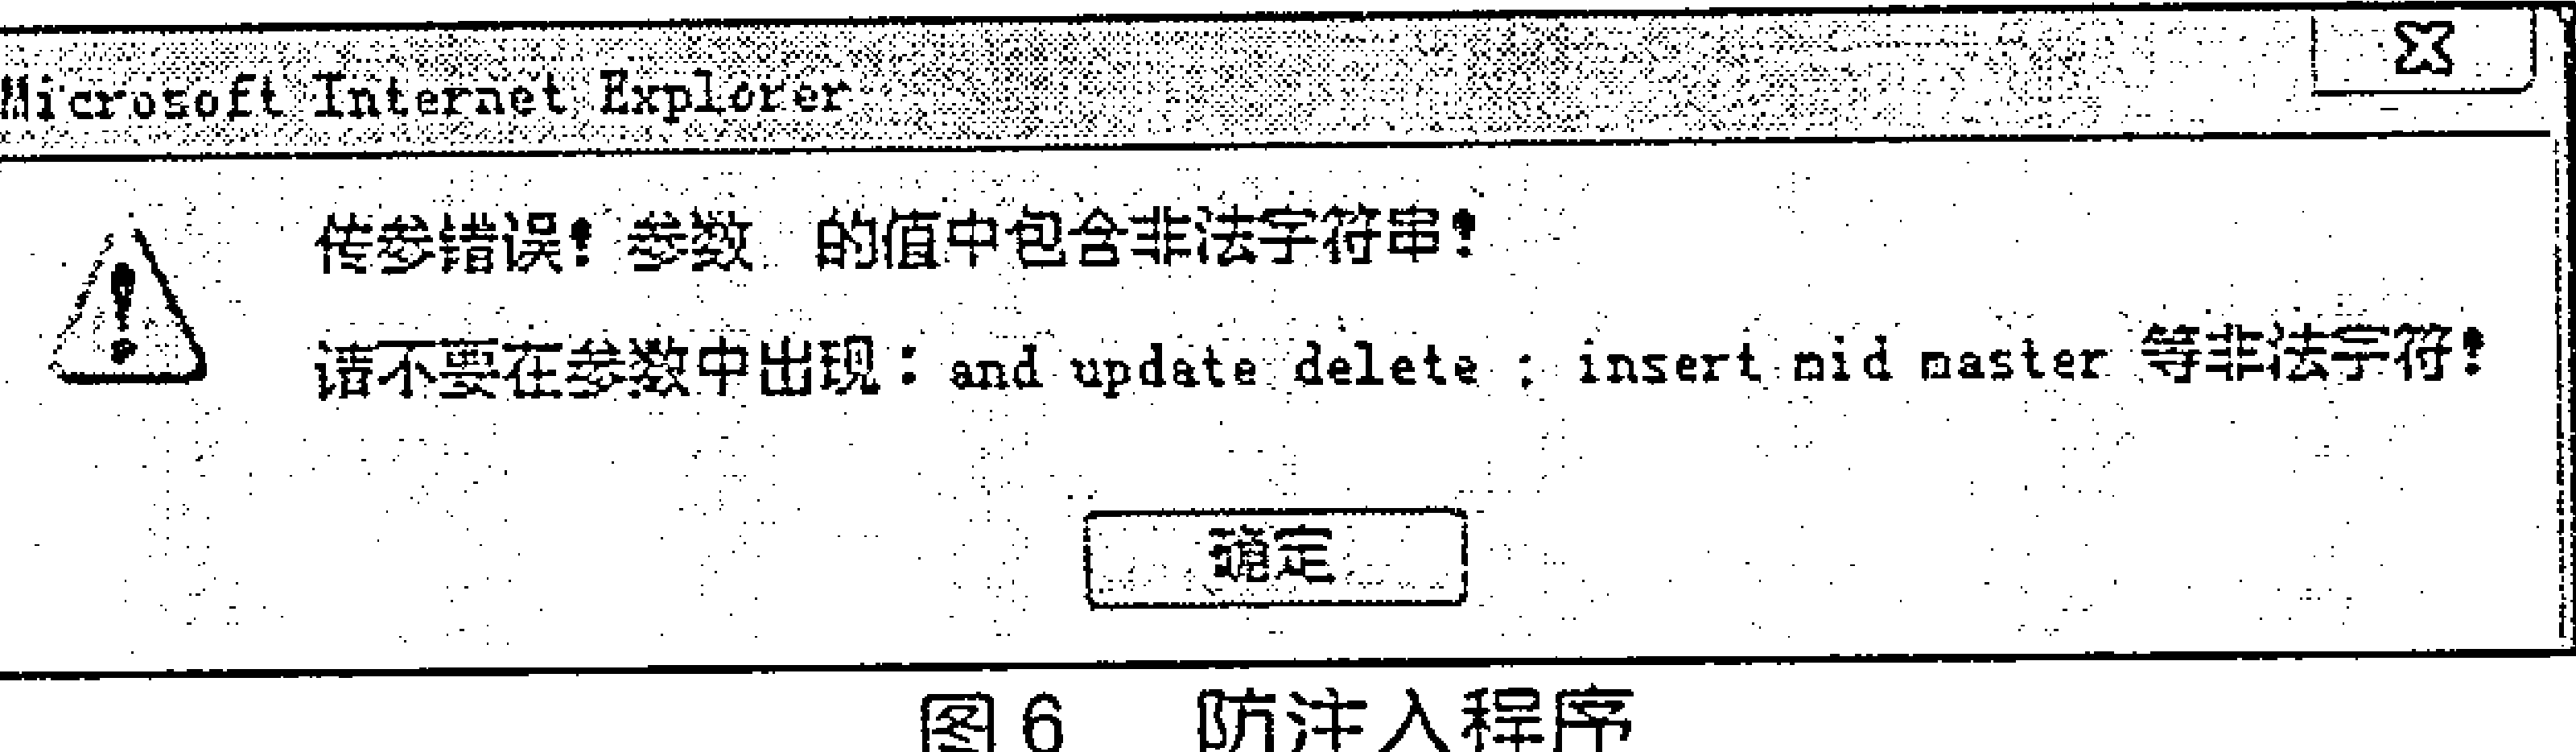 Microsoft Internet Explorer
传参错误！参数 的值中包含非法字符串！
请不要在参数中出现：and update delete ; insert mid master 等非法字符！
确定
图6 防注入程序